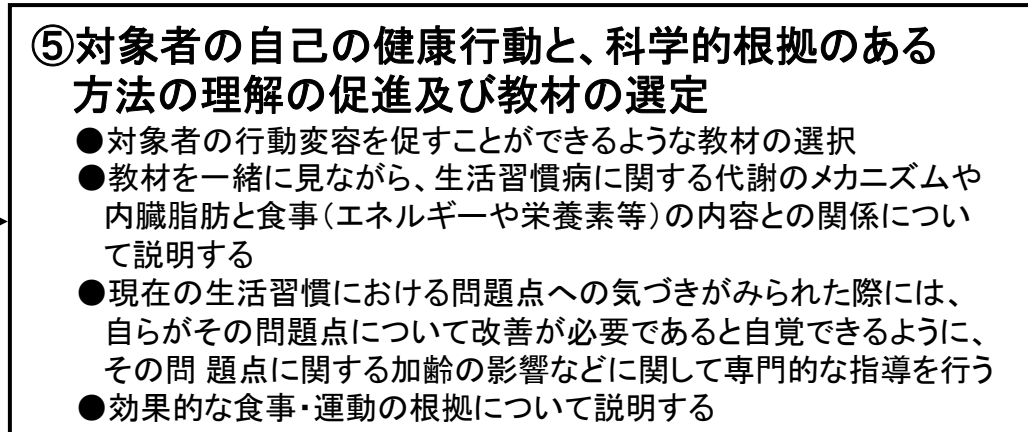 ⑤対象者の自己の健康行動と、科学的根拠のある
方法の理解の促進及び教材の選定
●対象者の行動変容を促すことができるような教材の選択
●教材を一緒に見ながら、生活習慣病に関する代謝のメカニズムや
内臓脂肪と食事(エネルギーや栄養素等)の内容との関係につい
て説明する
●現在の生活習慣における問題点への気づきがみられた際には、
自らがその問題点について改善が必要であると自覚できるように、
その問 題点に関する加齢の影響などに関して専門的な指導を行う
●効果的な食事・運動の根拠について説明する